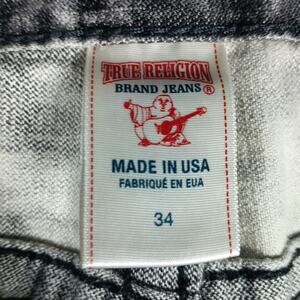 TRUE RELIGION
BRAND JEANS®
MADE IN USA
FABRIQUÉ EN EUA
34